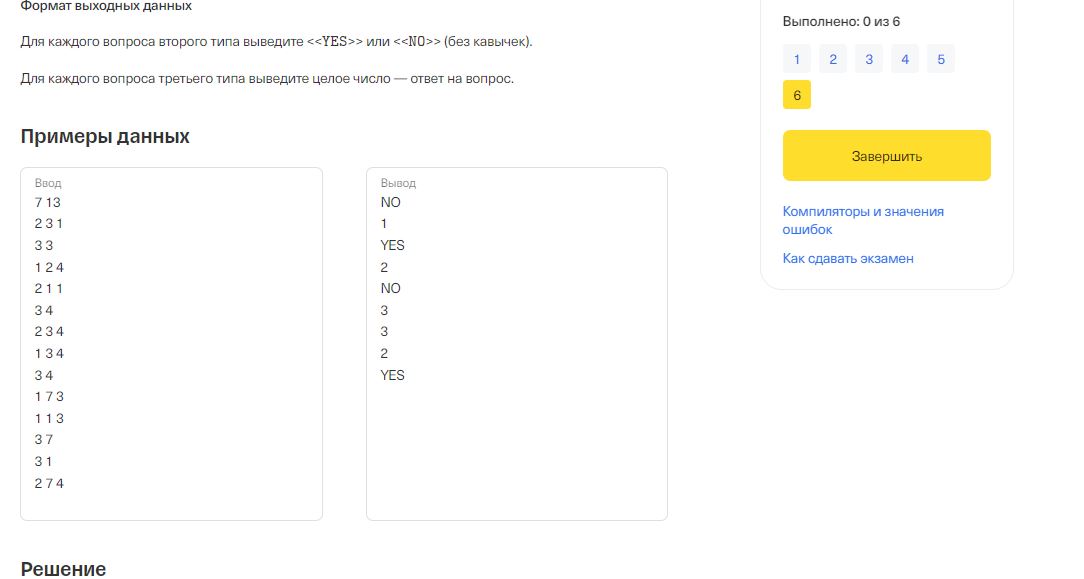 Формат выходных данных
Для каждого вопроса второго типа выведите <<YES>> или <<NO>> (без кавычек).
Для каждого вопроса третьего типа выведите целое число — ответ на вопрос.
Примеры данных
Ввод
7 13
2 3 1
3 3
1 2 4
2 1 1
3 4
2 3 4
1 3 4
3 4
1 7 3
1 1 3
3 7
3 1
2 7 4
Вывод
NO
1
YES
2
NO
3
3
2
YES
Решение
Выполнено: 0 из 6
1 2 3 4 5
6
Завершить
Компиляторы и значения
ошибок
Как сдавать экзамен